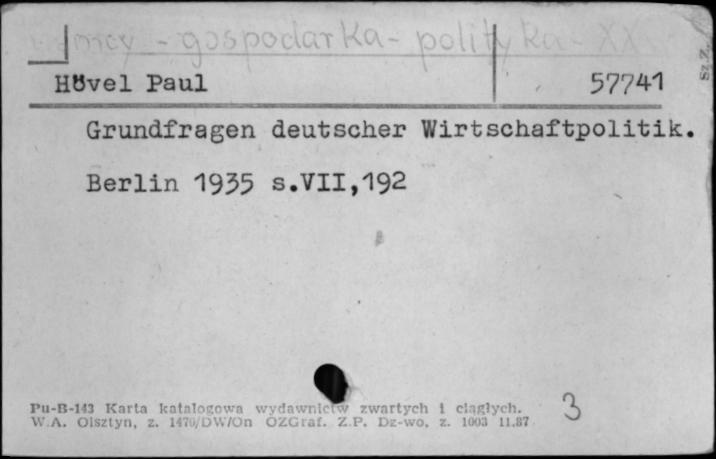 Niemcy - gospodarka - polityka - XX w
Sz.Z.
Hövel Paul 57741
Grundfragen deutscher Wirtschaftpolitik.
Berlin 1935 s.VII,192
Pu-B-143 Karta katalogowa wydawnictw zwartych i ciągłych. 3
W.A. Olsztyn, z. 1470/DW/On OZGraf. Z.P. Dz-wo, z. 1003 11.87